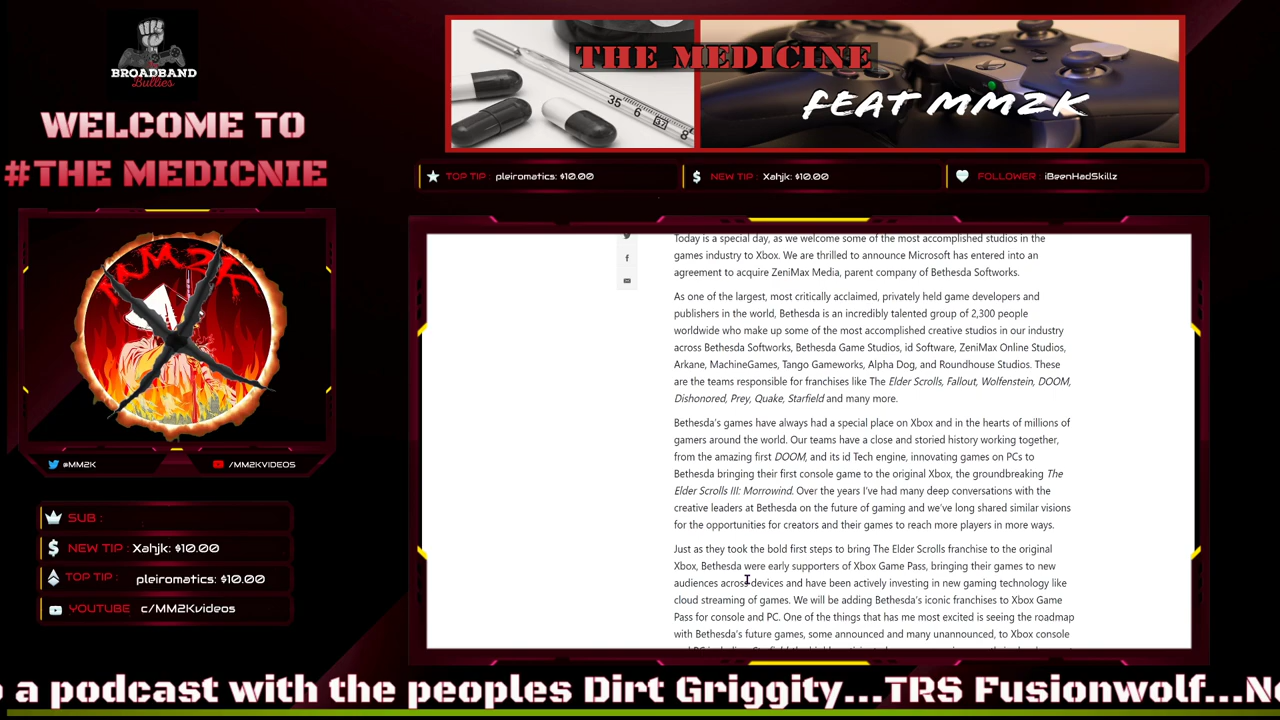 BROADBAND
Bullies
WELCOME TO
#THE MEDICNIE
THE MEDICINE
FEAT MM2K
35
6
37
8
TOP TIP : pleiromatics: $10.00
NEW TIP : Xahjk: $10.00
FOLLOWER : iBeenHadSkillz
MM2K
@MM2K
/MM2KVIDEOS
SUB :
NEW TIP : Xahjk: $10.00
TOP TIP : pleiromatics: $10.00
YOUTUBE c/MM2Kvideos
Today is a special day, as we welcome some of the most accomplished studios in the
games industry to Xbox. We are thrilled to announce Microsoft has entered into an
agreement to acquire ZeniMax Media, parent company of Bethesda Softworks.
As one of the largest, most critically acclaimed, privately held game developers and
publishers in the world, Bethesda is an incredibly talented group of 2,300 people
worldwide who make up some of the most accomplished creative studios in our industry
across Bethesda Softworks, Bethesda Game Studios, id Software, ZeniMax Online Studios,
Arkane, MachineGames, Tango Gameworks, Alpha Dog, and Roundhouse Studios. These
are the teams responsible for franchises like The Elder Scrolls, Fallout, Wolfenstein, DOOM,
Dishonored, Prey, Quake, Starfield and many more.
Bethesda's games have always had a special place on Xbox and in the hearts of millions of
gamers around the world. Our teams have a close and storied history working together,
from the amazing first DOOM, and its id Tech engine, innovating games on PCs to
Bethesda bringing their first console game to the original Xbox, the groundbreaking The
Elder Scrolls III: Morrowind. Over the years I've had many deep conversations with the
creative leaders at Bethesda on the future of gaming and we've long shared similar visions
for the opportunities for creators and their games to reach more players in more ways.
Just as they took the bold first steps to bring The Elder Scrolls franchise to the original
Xbox, Bethesda were early supporters of Xbox Game Pass, bringing their games to new
audiences across devices and have been actively investing in new gaming technology like
cloud streaming of games. We will be adding Bethesda's iconic franchises to Xbox Game
Pass for console and PC. One of the things that has me most excited is seeing the roadmap
with Bethesda's future games, some announced and many unannounced, to Xbox console
a podcast with the peoples Dirt Griggity...TRS Fusionwolf...